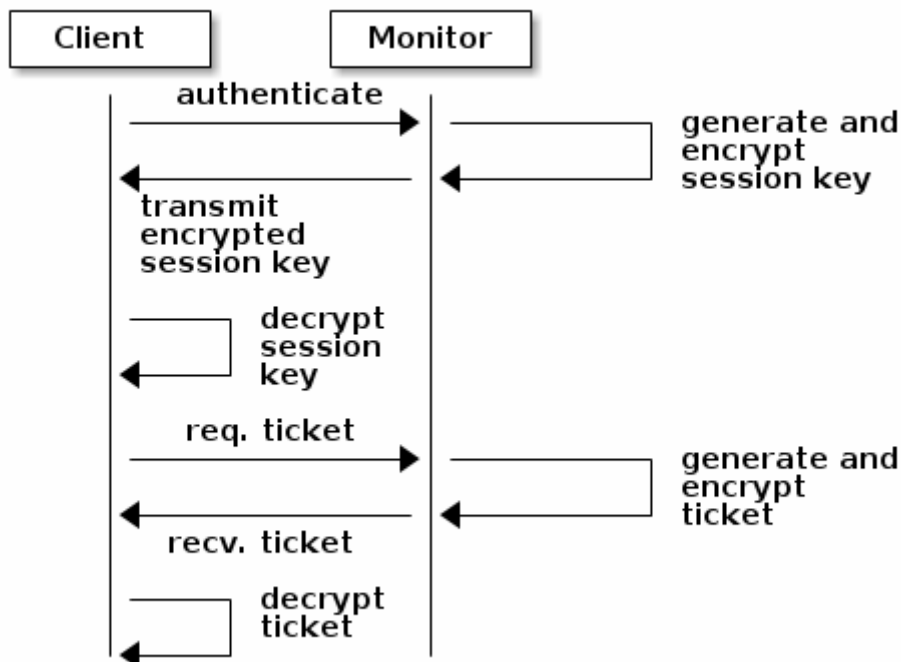 Client
Monitor
authenticate
generate and
encrypt
session key
transmit
encrypted
session key
decrypt
session
key
req. ticket
generate and
encrypt
ticket
recv. ticket
decrypt
ticket